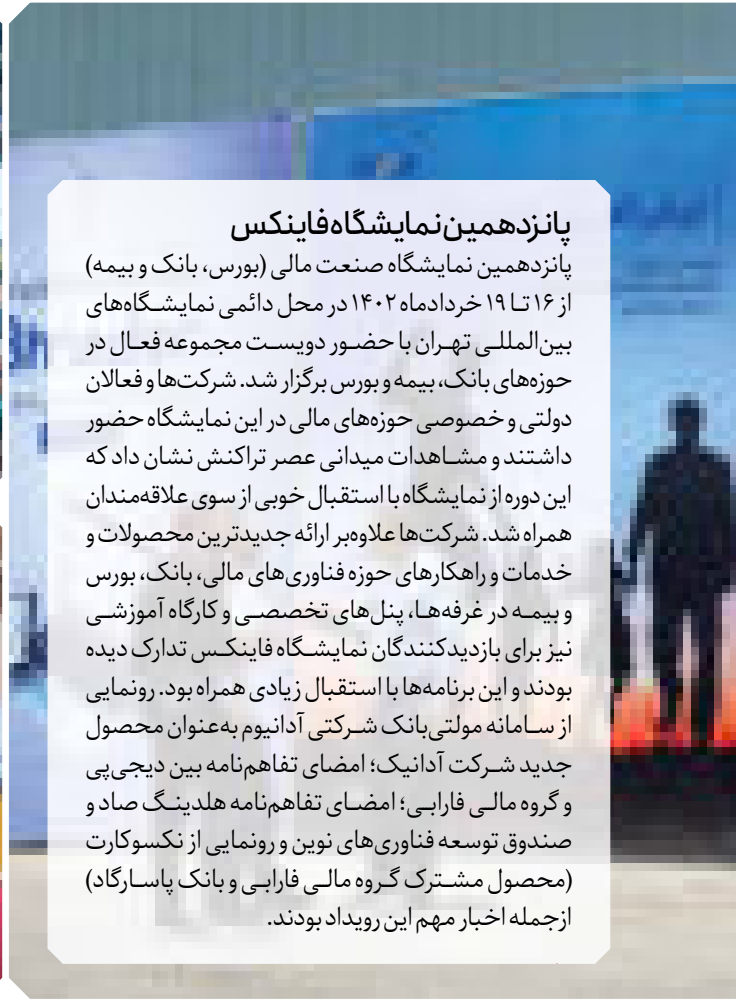 پانزدهمین نمایشگاه فاینکس
پانزدهمین نمایشگاه صنعت مالی (بورس، بانک و بیمه)
از ۱۶ تا ۱۹ خردادماه ۱۴۰۲ در محل دائمی نمایشگاه‌های
بین‌المللی تهران با حضور دویست مجموعه فعال در
حوزه‌های بانک، بیمه و بورس برگزار شد. شرکت‌ها و فعالان
دولتی و خصوصی حوزه‌های مالی در این نمایشگاه حضور
داشتند و مشاهدات میدانی عصر تراکنش نشان داد که
این دوره از نمایشگاه با استقبال خوبی از سوی علاقه‌مندان
همراه شد. شرکت‌ها علاوه‌بر ارائه جدیدترین محصولات و
خدمات و راهکارهای حوزه فناوری‌های مالی، بانک، بورس
و بیمه در غرفه‌ها، پنل‌های تخصصی و کارگاه آموزشی
نیز برای بازدیدکنندگان نمایشگاه فاینکس تدارک دیده
بودند و این برنامه‌ها با استقبال زیادی همراه بود. رونمایی
از سامانه مولتی‌بانک شرکتی آدانیوم به‌عنوان محصول
جدید شرکت آدانیک؛ امضای تفاهم‌نامه بین دیجی‌پی
و گروه مالی فارابی؛ امضای تفاهم‌نامه هلدینگ صاد و
صندوق توسعه فناوری‌های نوین و رونمایی از نکسوکارت
(محصول مشترک گروه مالی فارابی و بانک پاسارگاد)
ازجمله اخبار مهم این رویداد بودند.